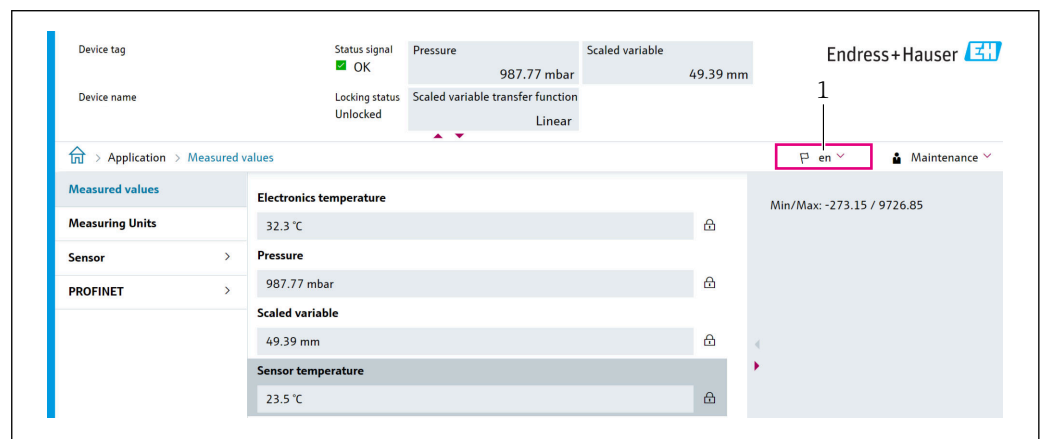 Device tag
Status signal
OK
Pressure
987.77 mbar
Scaled variable
49.39 mm
Endress+Hauser EH
Device name
Locking status
Unlocked
Scaled variable transfer function
Linear
1
> Application > Measured values
en
Maintenance
Measured values
Measuring Units
Sensor >
PROFINET >
Electronics temperature
32.3 °C
Pressure
987.77 mbar
Scaled variable
49.39 mm
Sensor temperature
23.5 °C
Min/Max: -273.15 / 9726.85